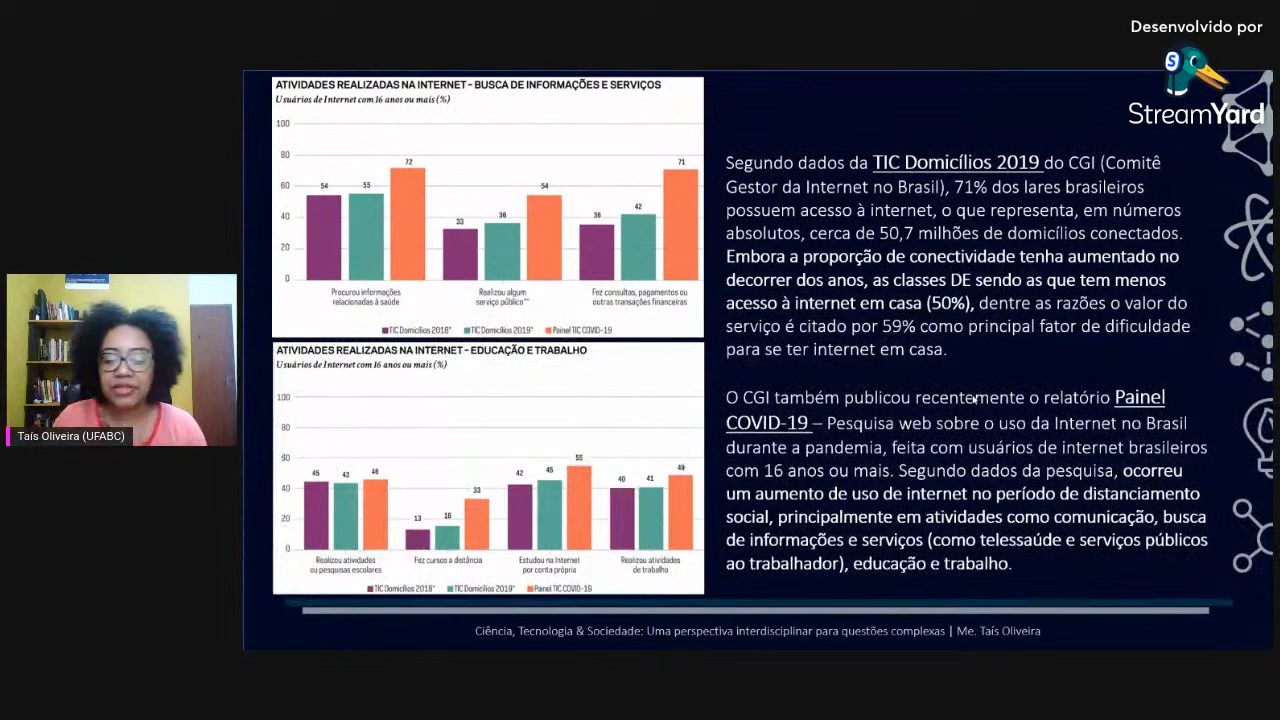 Desenvolvido por
StreamYard
ATIVIDADES REALIZADAS NA INTERNET – BUSCA DE INFORMAÇÕES E SERVIÇOS
Usuários de Internet com 16 anos ou mais (%)
100
80
60
40
20
0
54
55
72
33
36
54
36
42
71
Procurou informações
relacionadas à saúde
Realizou algum
serviço público**
Fez consultas, pagamentos ou
outras transações financeiras
TIC Domicílios 2018* TIC Domicílios 2019* Painel TIC COVID-19
ATIVIDADES REALIZADAS NA INTERNET – EDUCAÇÃO E TRABALHO
Usuários de Internet com 16 anos ou mais (%)
100
80
60
40
20
0
45
43
46
13
16
33
42
45
55
40
41
49
Realizou atividades
ou pesquisas escolares
Fez cursos a distância
Estudou na Internet
por conta própria
Realizou atividades
de trabalho
TIC Domicílios 2018* TIC Domicílios 2019* Painel TIC COVID-19
Segundo dados da TIC Domicílios 2019 do CGI (Comitê
Gestor da Internet no Brasil), 71% dos lares brasileiros
possuem acesso à internet, o que representa, em números
absolutos, cerca de 50,7 milhões de domicílios conectados.
Embora a proporção de conectividade tenha aumentado no
decorrer dos anos, as classes DE sendo as que tem menos
acesso à internet em casa (50%), dentre as razões o valor do
serviço é citado por 59% como principal fator de dificuldade
para se ter internet em casa.
O CGI também publicou recentemente o relatório Painel
COVID-19 – Pesquisa web sobre o uso da Internet no Brasil
durante a pandemia, feita com usuários de internet brasileiros
com 16 anos ou mais. Segundo dados da pesquisa, ocorreu
um aumento de uso de internet no período de distanciamento
social, principalmente em atividades como comunicação, busca
de informações e serviços (como telessaúde e serviços públicos
ao trabalhador), educação e trabalho.
Taís Oliveira (UFABC)
Ciência, Tecnologia & Sociedade: Uma perspectiva interdisciplinar para questões complexas | Me. Taís Oliveira